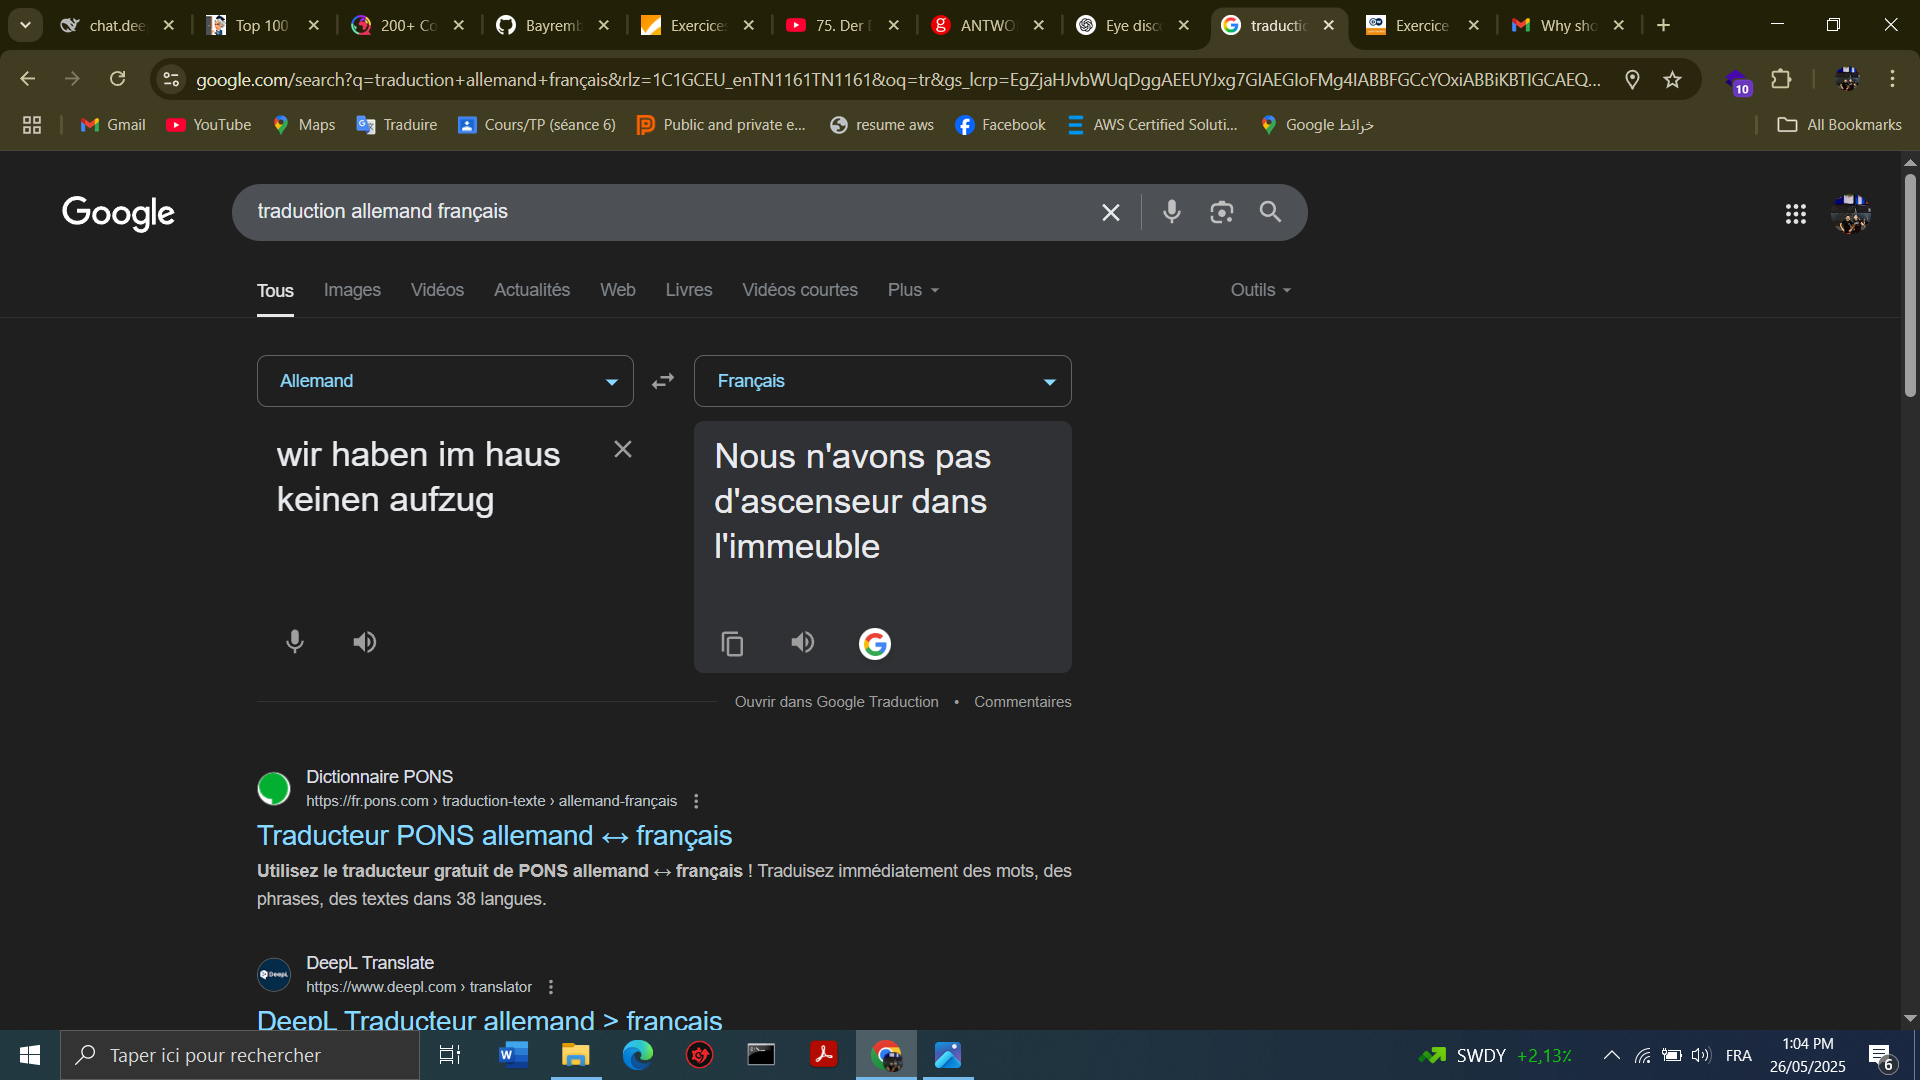 chat.dee
Top 100
200+ Co
Bayremb
Exercices
75. Der E
ANTWO
Eye disc
traductio
Exercice
Why sho
google.com/search?q=traduction+allemand+français&rlz=1C1GCEU_enTN1161TN1161&oq=tr&gs_lcrp=EgZjaHJvbWUqDggAEEUYJxg7GIAEGIoFMg4IABBFGCcYOxiABBiKBTIGCAEQ...
10
Gmail
YouTube
Maps
Traduire
Cours/TP (séance 6)
Public and private e...
resume aws
Facebook
AWS Certified Soluti...
خرائط Google
All Bookmarks
Google
traduction allemand français
Tous
Images
Vidéos
Actualités
Web
Livres
Vidéos courtes
Plus
Outils
Allemand
Français
wir haben im haus
keinen aufzug
Nous n'avons pas
d'ascenseur dans
l'immeuble
Ouvrir dans Google Traduction • Commentaires
Dictionnaire PONS
https://fr.pons.com › traduction-texte › allemand-français
Traducteur PONS allemand ↔ français
Utilisez le traducteur gratuit de PONS allemand ↔ français ! Traduisez immédiatement des mots, des
phrases, des textes dans 38 langues.
DeepL
DeepL Translate
https://www.deepl.com › translator
DeepL Traducteur allemand > français
Taper ici pour rechercher
SWDY +2,13%
FRA
1:04 PM
26/05/2025
6